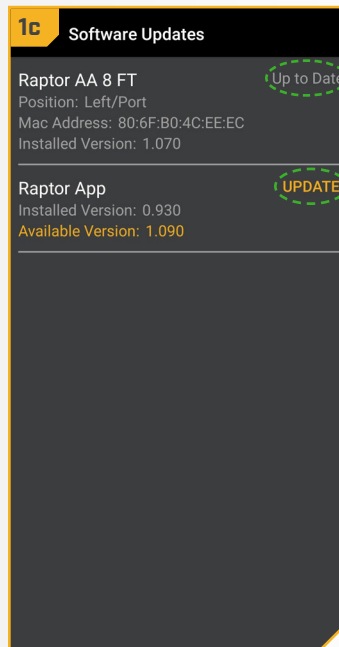 1c
Software Updates
Raptor AA 8 FT
Up to Date
Position: Left/Port
Mac Address: 80:6F:B0:4C:EE:EC
Installed Version: 1.070
Raptor App
UPDATE
Installed Version: 0.930
Available Version: 1.090